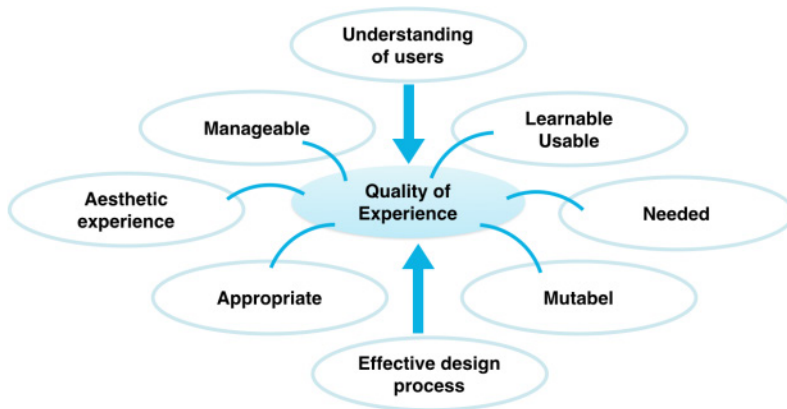 Understanding
of users
Manageable
Learnable
Usable
Aesthetic
experience
Quality of
Experience
Needed
Appropriate
Mutabel
Effective design
process